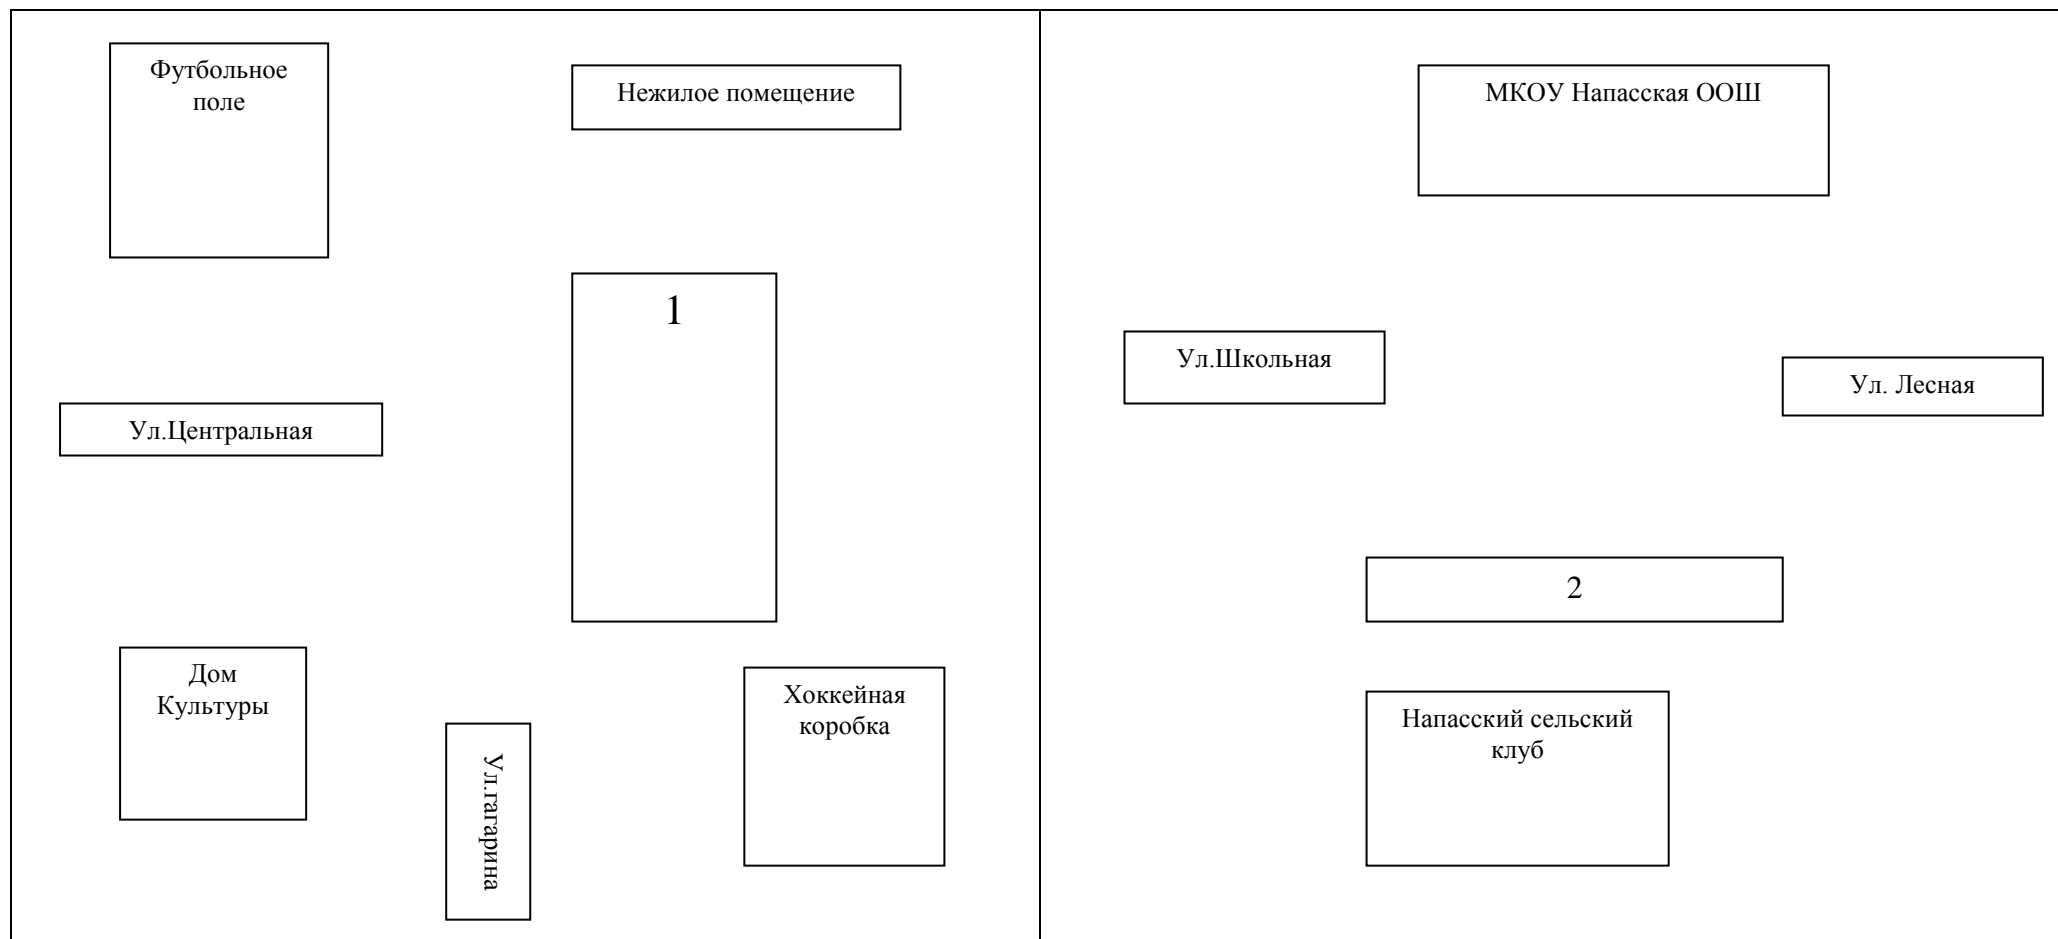 Футбольное
поле
Нежилое помещение
1
Ул.Центральная
Дом
Культуры
Ул.гагарина
Хоккейная
коробка
МКОУ Напасская ООШ
Ул.Школьная
Ул. Лесная
2
Напасский сельский
клуб